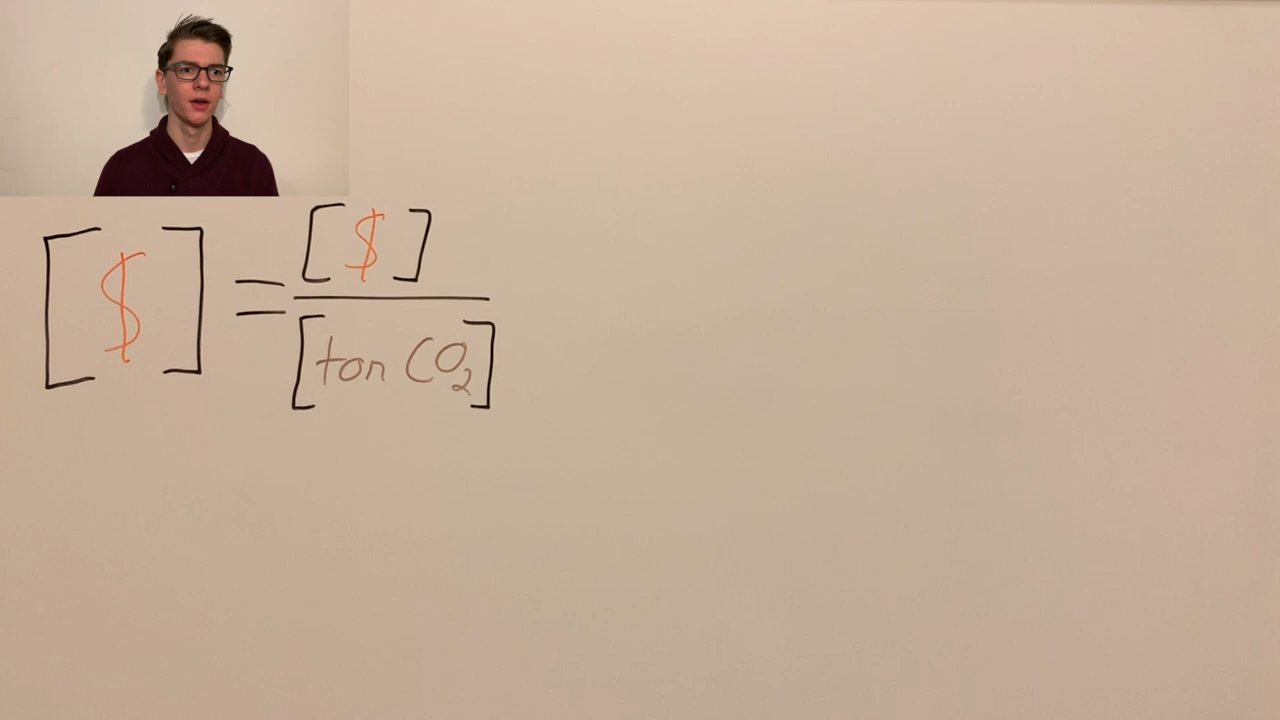 [$] = [$]
[ton CO₂]